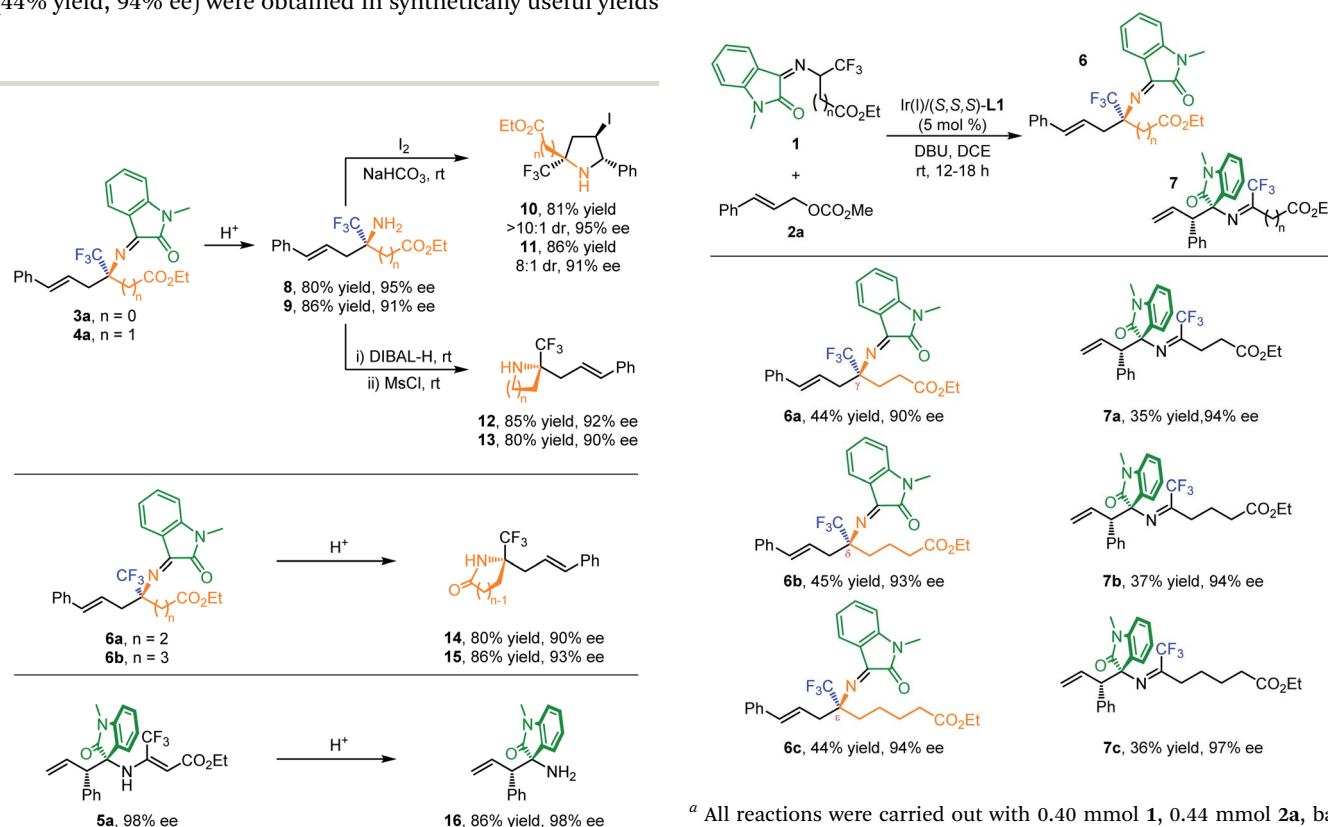 (44% yield, 94% ee) were obtained in synthetically useful yields
N
N
O
F3C
N
Ph
CO2Et
n
3a, n = 0
4a, n = 1
H+
F3C NH2
Ph
CO2Et
n
8, 80% yield, 95% ee
9, 86% yield, 91% ee
I2
NaHCO3, rt
EtO2C
I
n
F3C
N
H
Ph
10, 81% yield
>10:1 dr, 95% ee
11, 86% yield
8:1 dr, 91% ee
i) DIBAL-H, rt
ii) MsCl, rt
CF3
HN
Ph
n
12, 85% yield, 92% ee
13, 80% yield, 90% ee
N
O
CF3 N
Ph
CO2Et
n
6a, n = 2
6b, n = 3
H+
CF3
HN
Ph
O
n-1
14, 80% yield, 90% ee
15, 86% yield, 93% ee
N
O
CF3
N
H
CO2Et
Ph
5a, 98% ee
H+
N
O
NH2
Ph
16, 86% yield, 98% ee
N
CF3
O
N
n
CO2Et
1
+
Ph
OCOOMe
2a
Ir(I)/(S,S,S)-L1
(5 mol %)
DBU, DCE
rt, 12-18 h
6
N
F3C N
O
Ph
CO2Et
n
7
N
O
CF3
N
n
Ph
N
F3C N
O
Ph
γ
CO2Et
6a, 44% yield, 90% ee
N
O
CF3
N
CO2Et
Ph
7a, 35% yield,94% ee
N
F3C N
O
Ph
δ
CO2Et
6b, 45% yield, 93% ee
N
O
CF3
N
CO2Et
Ph
7b, 37% yield, 94% ee
N
F3C N
O
Ph
ε
CO2Et
6c, 44% yield, 94% ee
N
O
CF3
N
CO2Et
Ph
7c, 36% yield, 97% ee
a All reactions were carried out with 0.40 mmol 1, 0.44 mmol 2a, ba